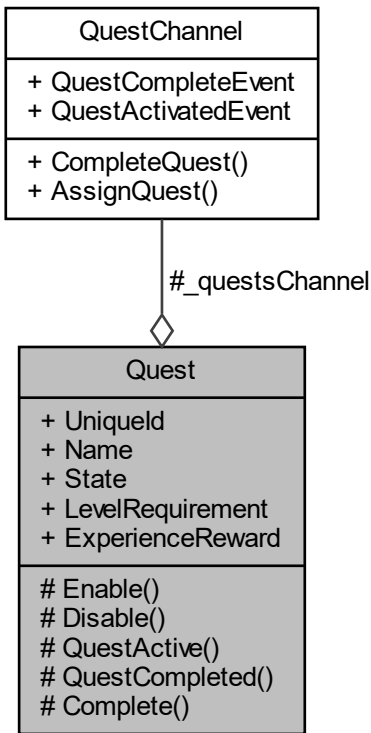 QuestChannel
+ QuestCompleteEvent
+ QuestActivatedEvent
+ CompleteQuest()
+ AssignQuest()
#_questsChannel
Quest
+ UniqueId
+ Name
+ State
+ LevelRequirement
+ ExperienceReward
# Enable()
# Disable()
# QuestActive()
# QuestCompleted()
# Complete()